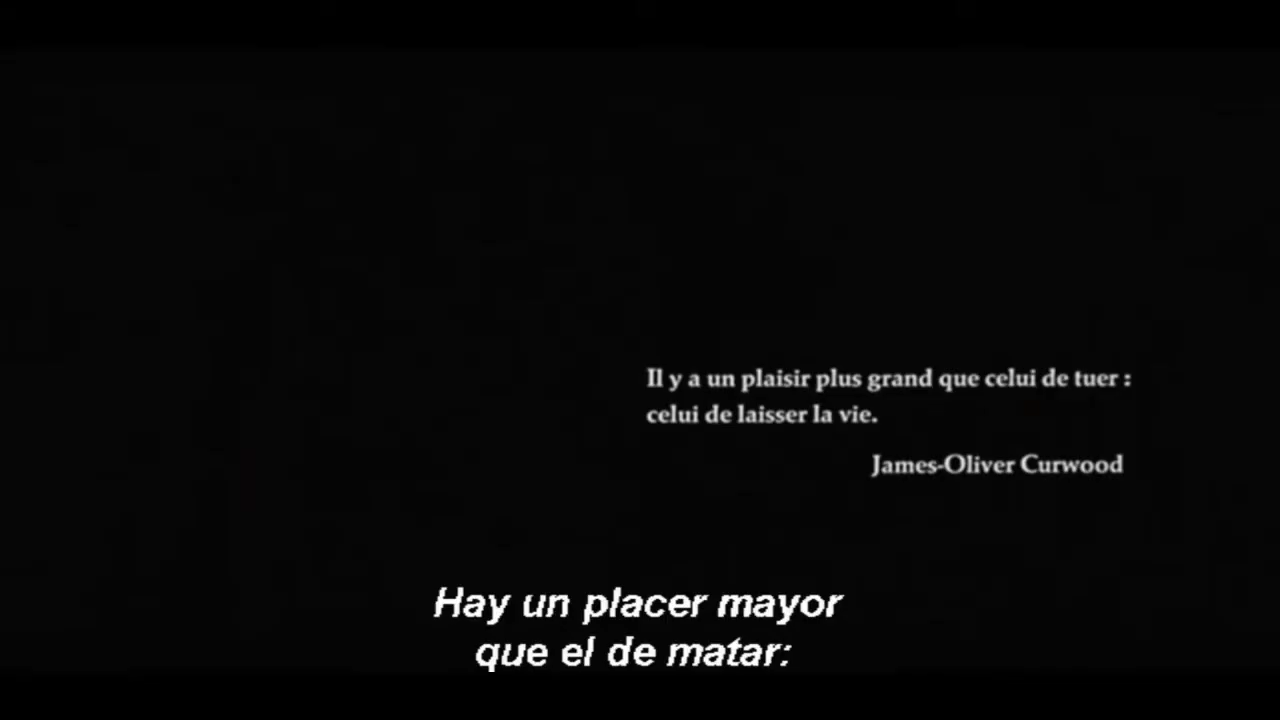 Il y a un plaisir plus grand que celui de tuer :
celui de laisser la vie.
James-Oliver Curwood
Hay un placer mayor
que el de matar: